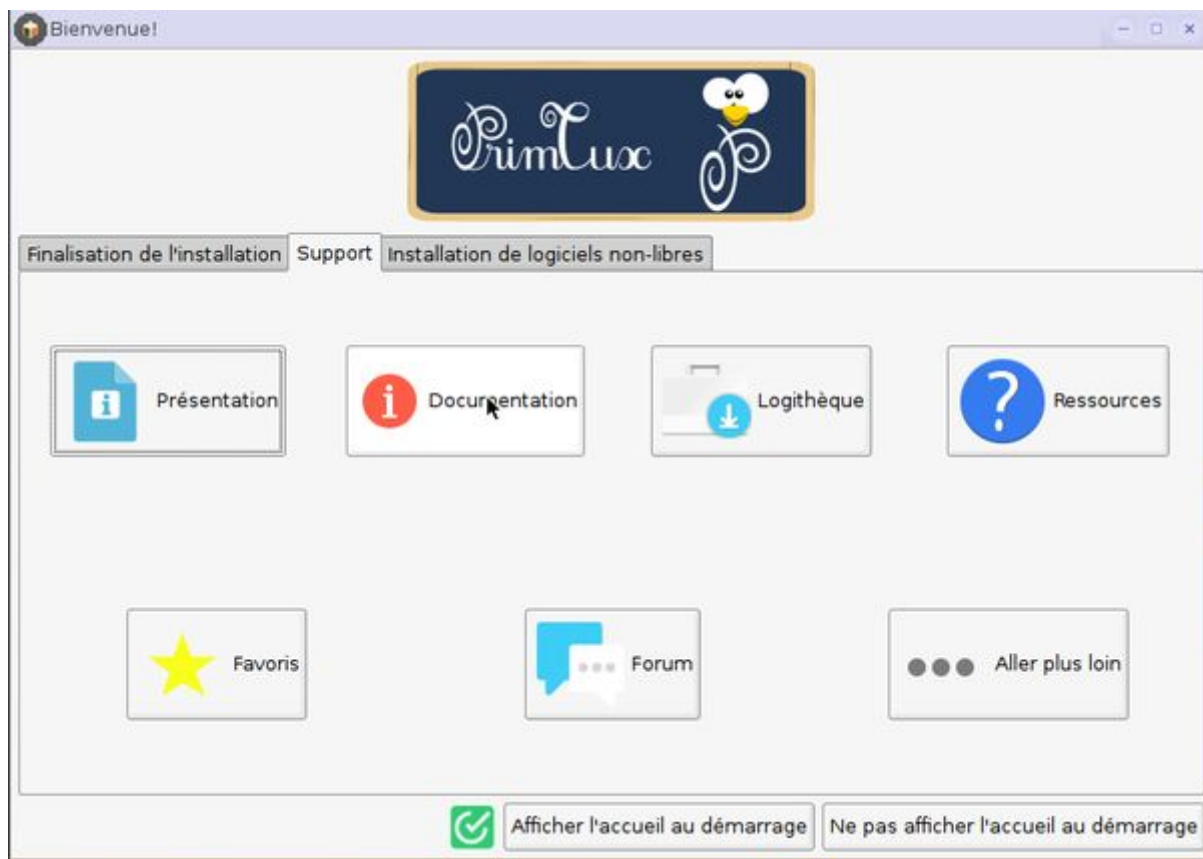 Bienvenue!
PrimTux
Finalisation de l'installation
Support
Installation de logiciels non-libres
Présentation
Documentation
Logithèque
Ressources
Favoris
Forum
Aller plus loin
Afficher l'accueil au démarrage
Ne pas afficher l'accueil au démarrage